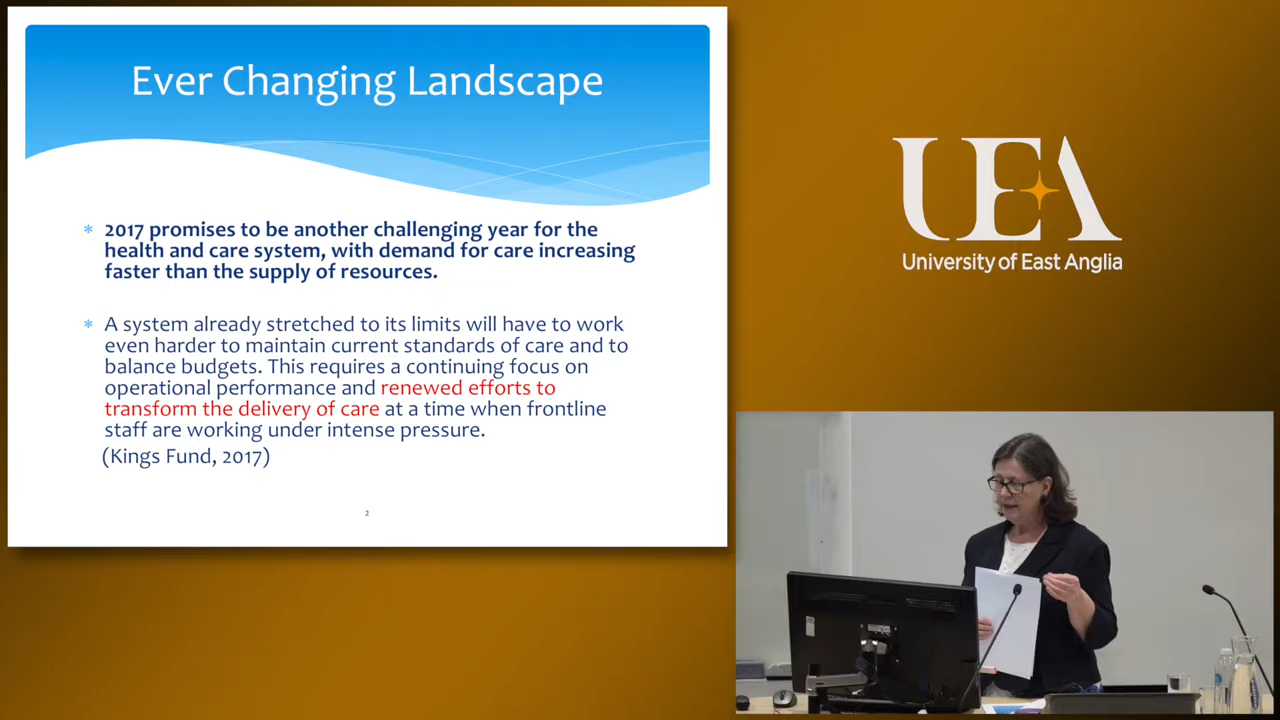 Ever Changing Landscape
* 2017 promises to be another challenging year for the
health and care system, with demand for care increasing
faster than the supply of resources.
* A system already stretched to its limits will have to work
even harder to maintain current standards of care and to
balance budgets. This requires a continuing focus on
operational performance and renewed efforts to
transform the delivery of care at a time when frontline
staff are working under intense pressure.
(Kings Fund, 2017)
2
UEA
University of East Anglia